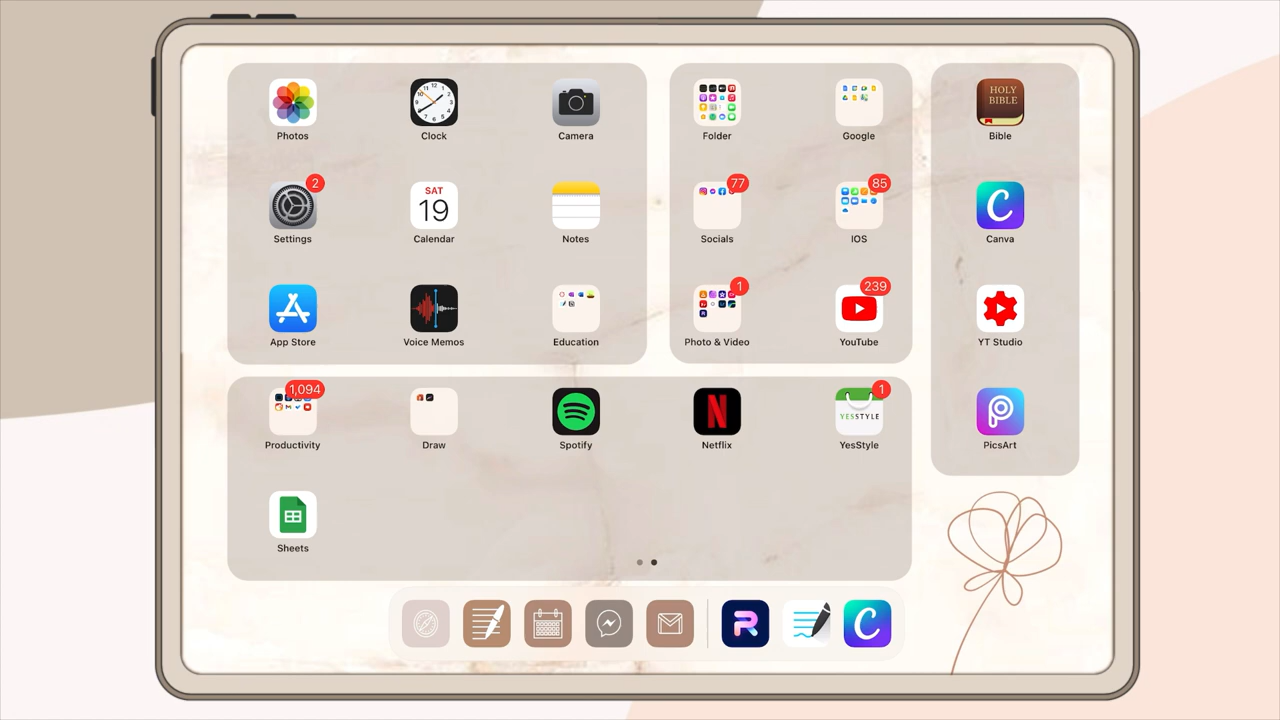 Photos
Clock
Camera
Folder
Google
HOLY
BIBLE
Bible
2
Settings
SAT
19
Calendar
Notes
77
Socials
85
IOS
Canva
App Store
Voice Memos
Education
1
Photo & Video
239
YouTube
YT Studio
1,094
Productivity
Draw
Spotify
Netflix
1
YESSTYLE
YesStyle
PicsArt
Sheets